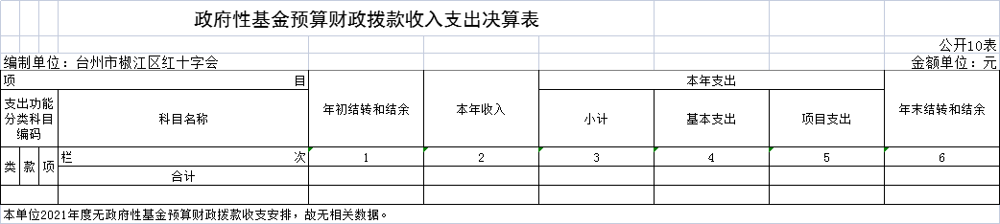 政府性基金预算财政拨款收入支出决算表
公开10表
编制单位：台州市椒江区红十字会 金额单位：元
项 目 年初结转和结余 本年收入 本年支出 年末结转和结余
支出功能分类科目编码 科目名称 小计 基本支出 项目支出
类 款 项 栏 次 1 2 3 4 5 6
合计
本单位2021年度无政府性基金预算财政拨款收支安排，故无相关数据。